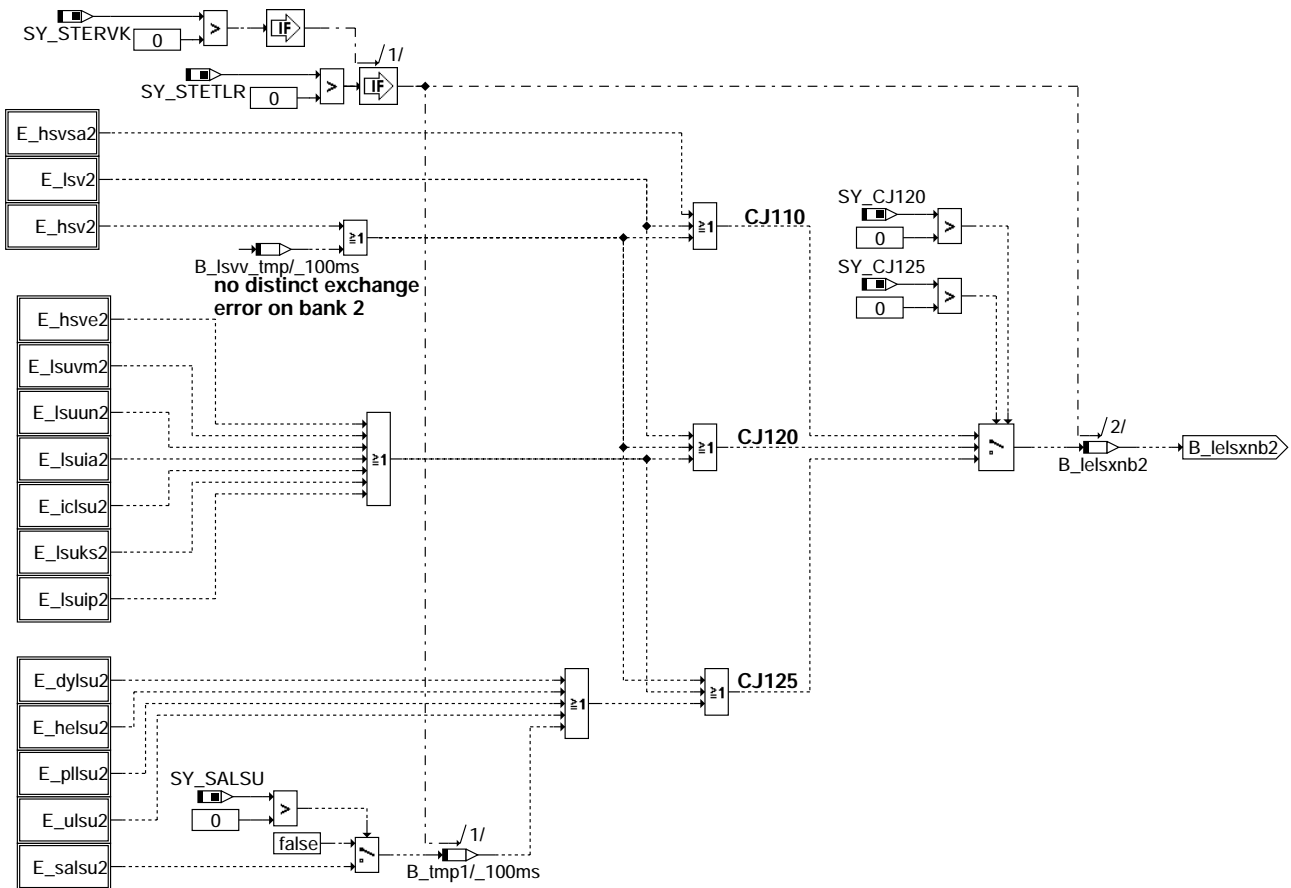 SY_STERVK
0
>
IF
/1/
SY_STETLR
0
>
IF
E_hsvsa2
E_lsv2
E_hsv2
≧1
B_lsvv_tmp/_100ms
no distinct exchange
error on bank 2
≧1
CJ110
SY_CJ120
0
>
SY_CJ125
0
>
E_hsve2
E_lsuvm2
E_lsuun2
E_lsuia2
E_iclsu2
E_lsuks2
E_lsuip2
≧1
≧1
CJ120
/2/
B_lelsxnb2
B_lelsxnb2
E_dylsu2
E_helsu2
E_pllsu2
E_ulsu2
E_salsu2
≧1
≧1
CJ125
SY_SALSU
0
>
false
/1/
B_tmp1/_100ms